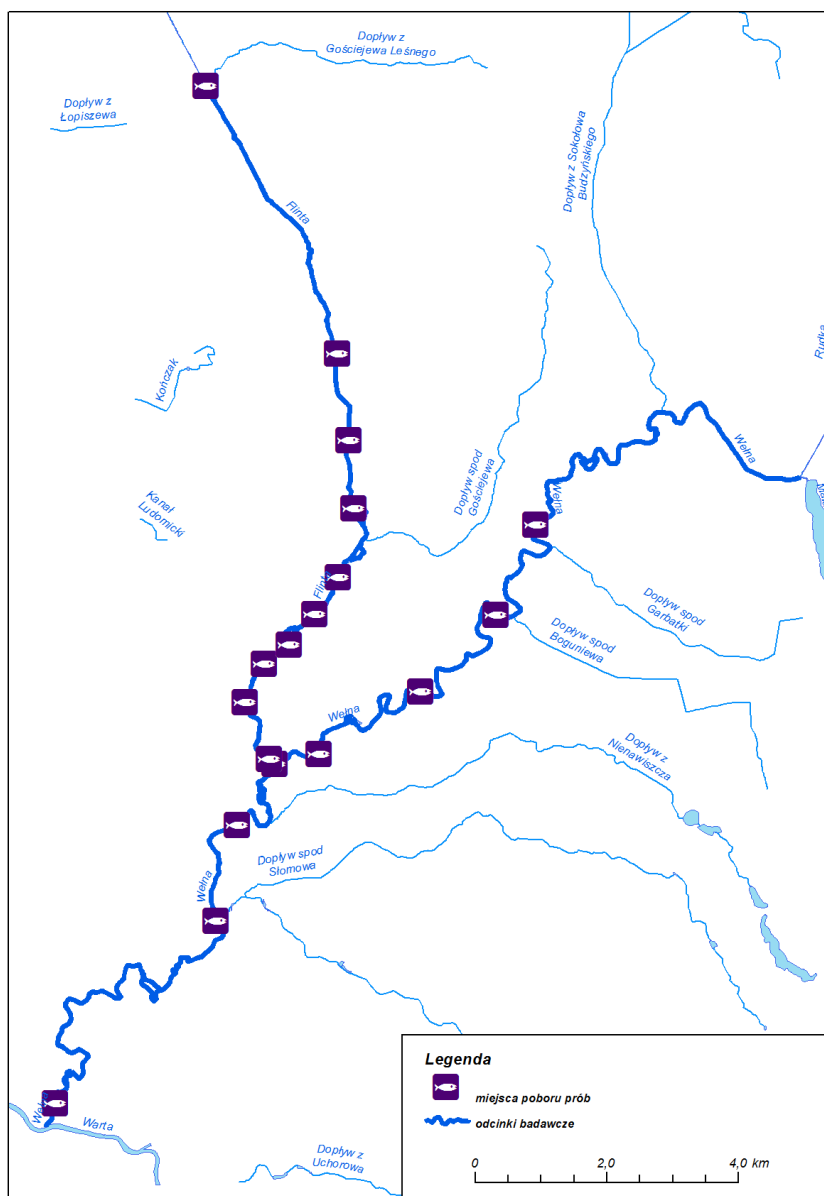 Dopływ z
Gościejewa Leśnego
Dopływ z
Łopiszewa
Dopływ z Sokołowa
Budzyńskiego
Flinta
Rudka
Kończak
Wełna
Dopływ spod
Gościejewa
Kanał
Ludomicki
Wełna
Flinta
Dopływ spod
Garbatki
Dopływ spod
Boguniewa
Wełna
Dopływ z
Nienawiszcza
Dopływ spod
Słomowa
Wełna
Wełna
Warta
Dopływ z
Uchorowa
Legenda
miejsca poboru prób
odcinki badawcze
0 2,0 4,0 km